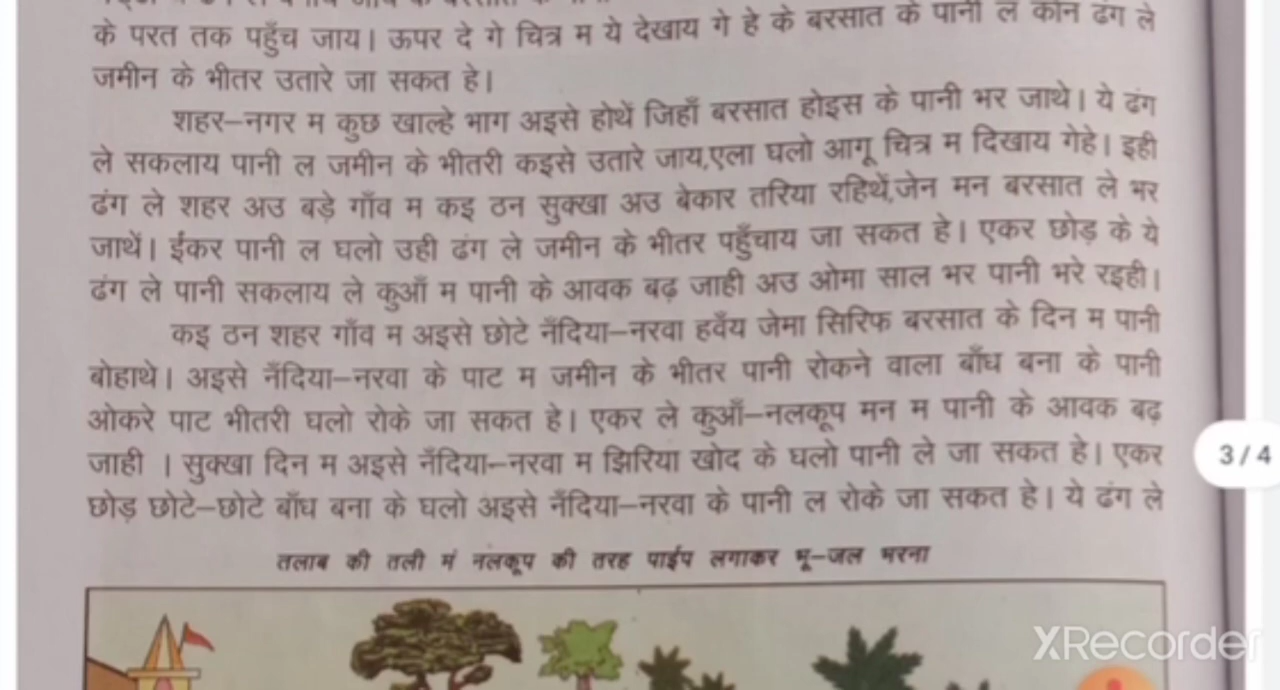 के परत तक पहुँच जाय। ऊपर दे गे चित्र म ये देखाय गे हे के बरसात के पानी ल कोन ढंग ले
जमीन के भीतर उतारे जा सकत हे।
शहर–नगर म कुछ खाल्हे भाग अइसे होथें जिहाँ बरसात होइस के पानी भर जाथे। ये ढंग
ले सकलाय पानी ल जमीन के भीतरी कइसे उतारे जाय,एला घलो आगू चित्र म दिखाय गेहे। इही
ढंग ले शहर अउ बड़े गाँव म कइ ठन सुक्खा अउ बेकार तरिया रहिथें,जेन मन बरसात ले भर
जाथें। ईंकर पानी ल घलो उही ढंग ले जमीन के भीतर पहुँचाय जा सकत हे। एकर छोड़ के ये
ढंग ले पानी सकलाय ले कुआँ म पानी के आवक बढ़ जाही अउ ओमा साल भर पानी भरे रइही।
कइ ठन शहर गाँव म अइसे छोटे नँदिया–नरवा हवँय जेमा सिरिफ बरसात के दिन म पानी
बोहाथे। अइसे नँदिया–नरवा के पाट म जमीन के भीतर पानी रोकने वाला बाँध बना के पानी
ओकरे पाट भीतरी घलो रोके जा सकत हे। एकर ले कुआँ–नलकूप मन म पानी के आवक बढ़
जाही । सुक्खा दिन म अइसे नँदिया–नरवा म झिरिया खोद के घलो पानी ले जा सकत हे। एकर
छोड़ छोटे–छोटे बाँध बना के घलो अइसे नँदिया–नरवा के पानी ल रोके जा सकत हे। ये ढंग ले
तलाब की तली मं नलकूप की तरह पाईप लगाकर भू–जल भरना
3 / 4
XRecorder